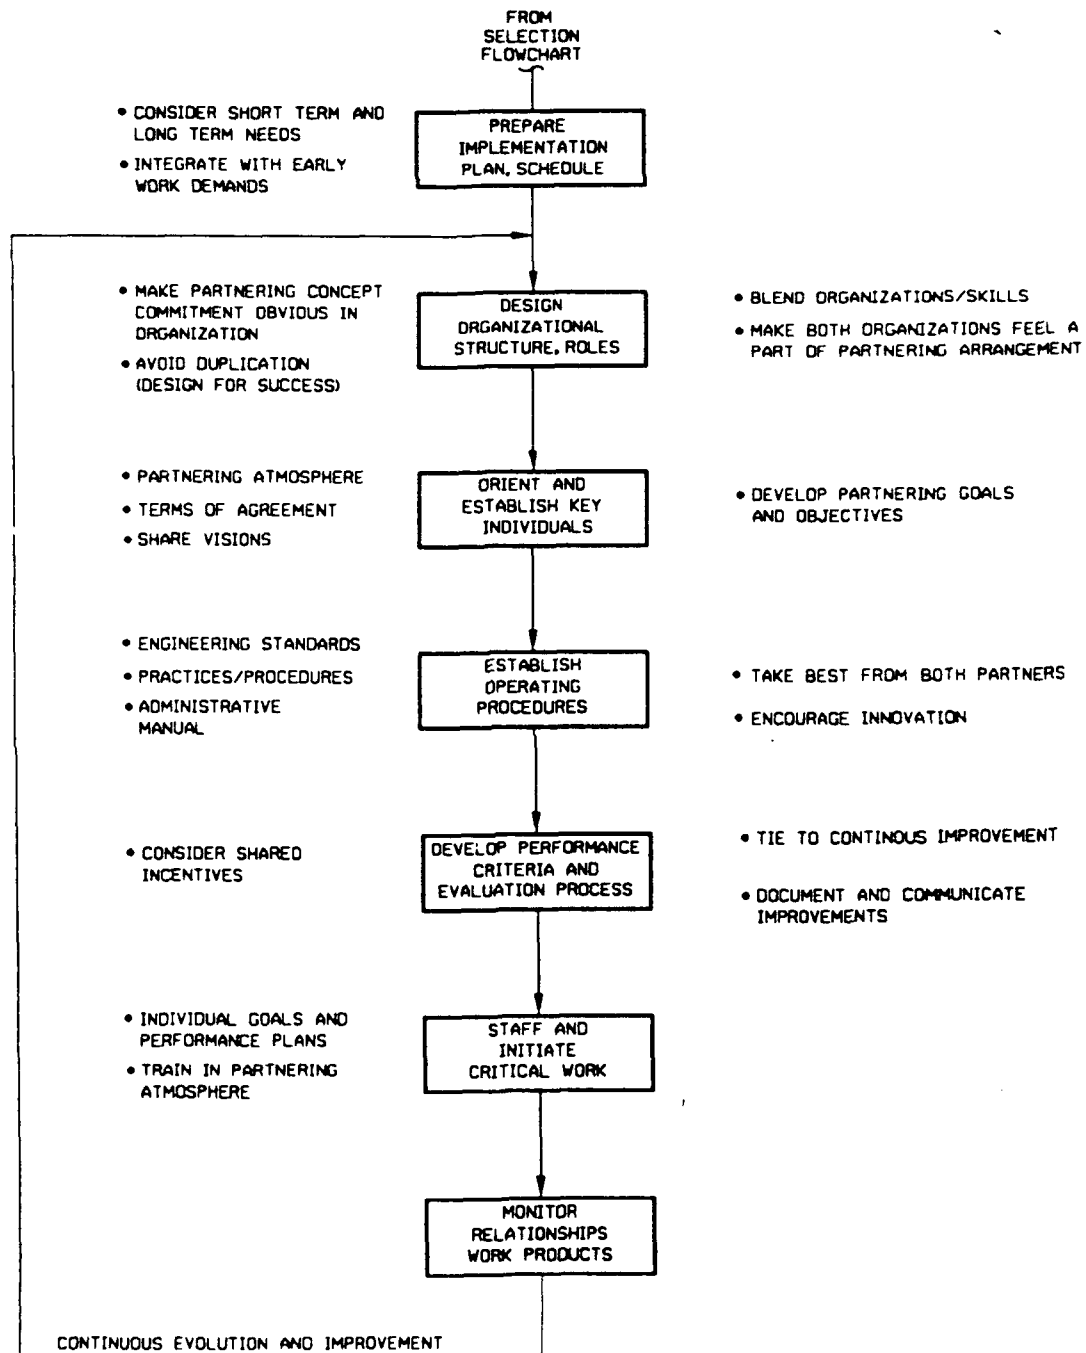 FROM
SELECTION
FLOWCHART
• CONSIDER SHORT TERM AND
LONG TERM NEEDS
• INTEGRATE WITH EARLY
WORK DEMANDS
PREPARE
IMPLEMENTATION
PLAN, SCHEDULE
• MAKE PARTNERING CONCEPT
COMMITMENT OBVIOUS IN
ORGANIZATION
• AVOID DUPLICATION
(DESIGN FOR SUCCESS)
DESIGN
ORGANIZATIONAL
STRUCTURE, ROLES
• BLEND ORGANIZATIONS/SKILLS
• MAKE BOTH ORGANIZATIONS FEEL A
PART OF PARTNERING ARRANGEMENT
• PARTNERING ATMOSPHERE
• TERMS OF AGREEMENT
• SHARE VISIONS
ORIENT AND
ESTABLISH KEY
INDIVIDUALS
• DEVELOP PARTNERING GOALS
AND OBJECTIVES
• ENGINEERING STANDARDS
• PRACTICES/PROCEDURES
• ADMINISTRATIVE
MANUAL
ESTABLISH
OPERATING
PROCEDURES
• TAKE BEST FROM BOTH PARTNERS
• ENCOURAGE INNOVATION
• CONSIDER SHARED
INCENTIVES
DEVELOP PERFORMANCE
CRITERIA AND
EVALUATION PROCESS
• TIE TO CONTINOUS IMPROVEMENT
• DOCUMENT AND COMMUNICATE
IMPROVEMENTS
• INDIVIDUAL GOALS AND
PERFORMANCE PLANS
• TRAIN IN PARTNERING
ATMOSPHERE
STAFF AND
INITIATE
CRITICAL WORK
MONITOR
RELATIONSHIPS
WORK PRODUCTS
CONTINUOUS EVOLUTION AND IMPROVEMENT